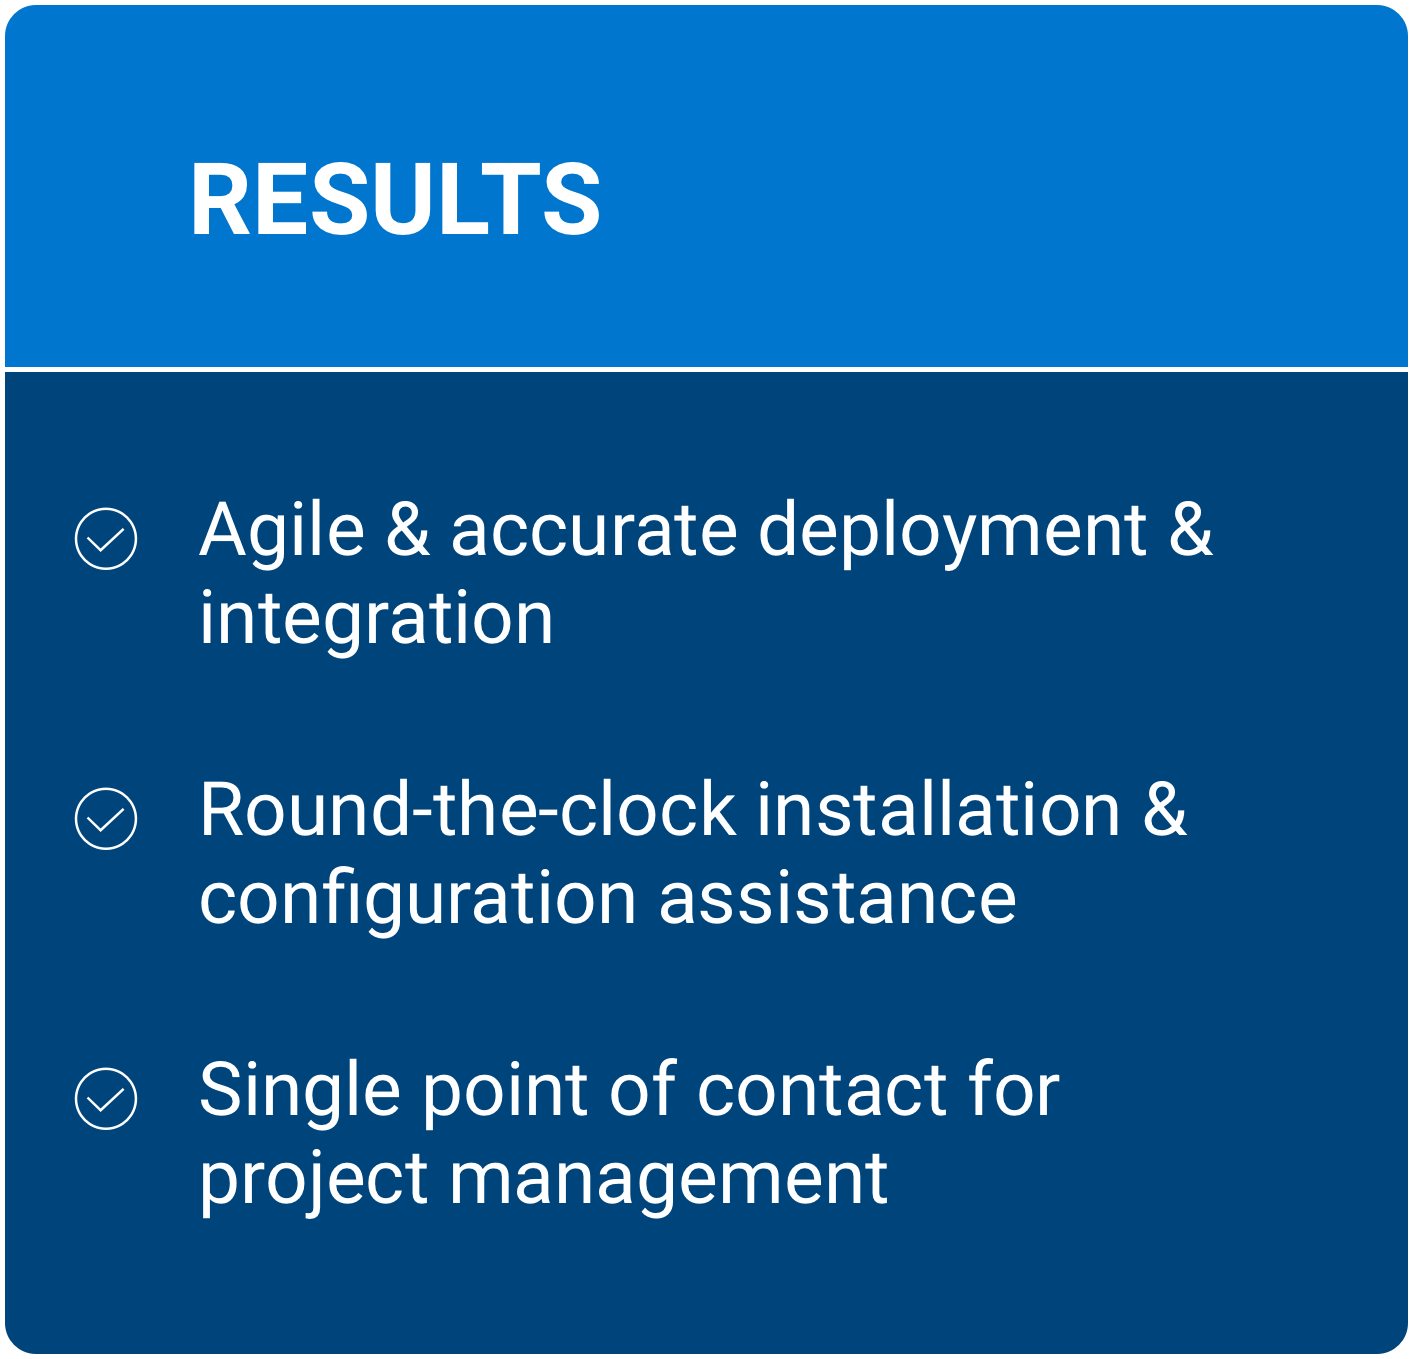 RESULTS
Agile & accurate deployment &
integration
Round-the-clock installation &
configuration assistance
Single point of contact for
project management